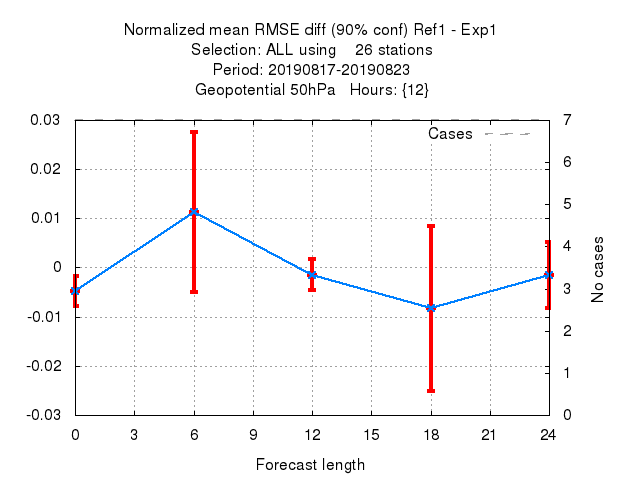 Normalized mean RMSE diff (90% conf) Ref1 - Exp1
Selection: ALL using 26 stations
Period: 20190817-20190823
Geopotential 50hPa Hours: {12}
Cases
0.03
0.02
0.01
0
-0.01
-0.02
-0.03
7
6
5
4
3
2
1
0
No cases
0 3 6 9 12 15 18 21 24
Forecast length